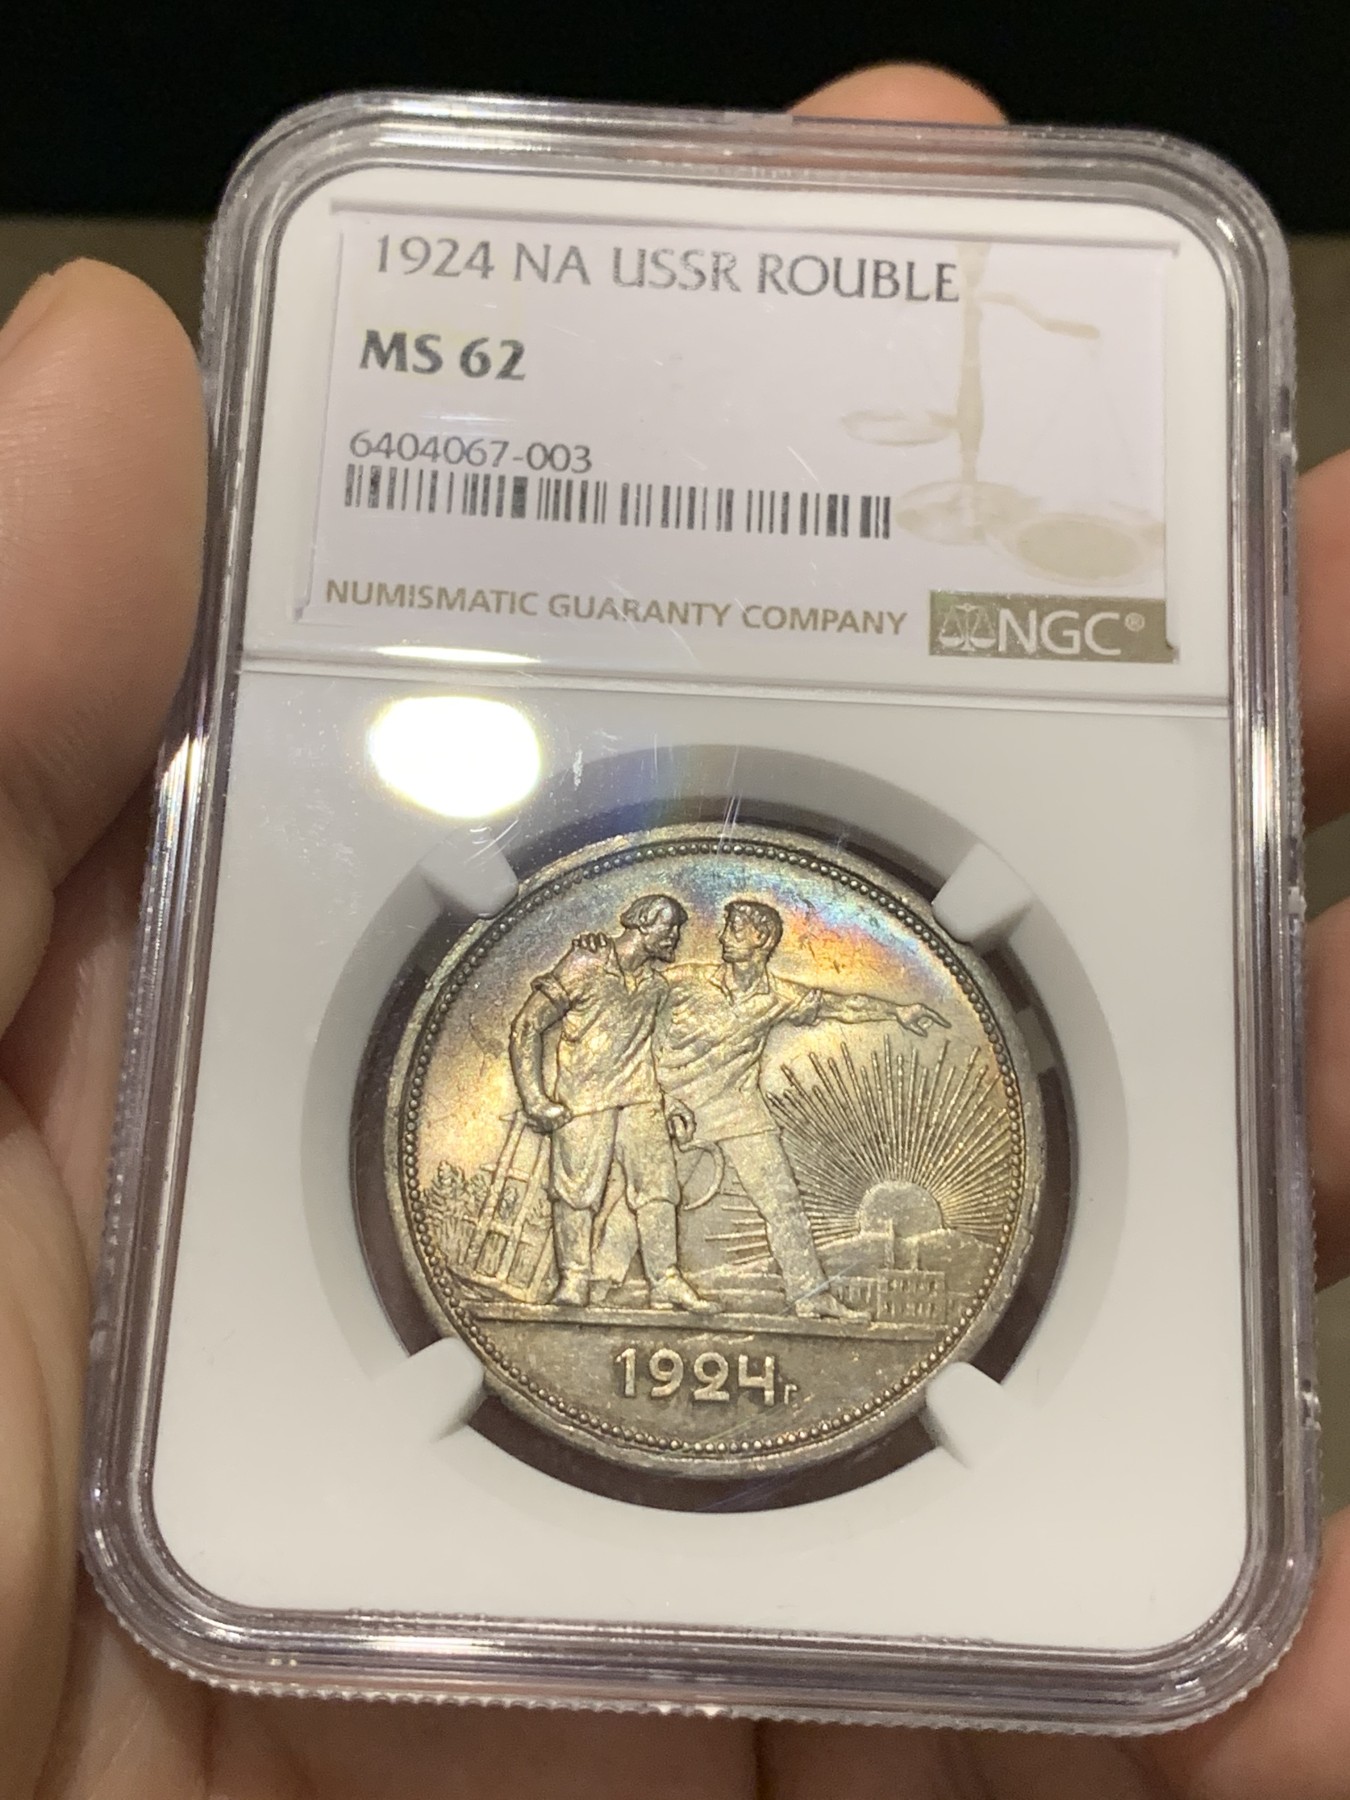 1924 NA USSR ROUBLE
MS 62
6404067-003
NUMISMATIC GUARANTY COMPANY
NGC®
1924г